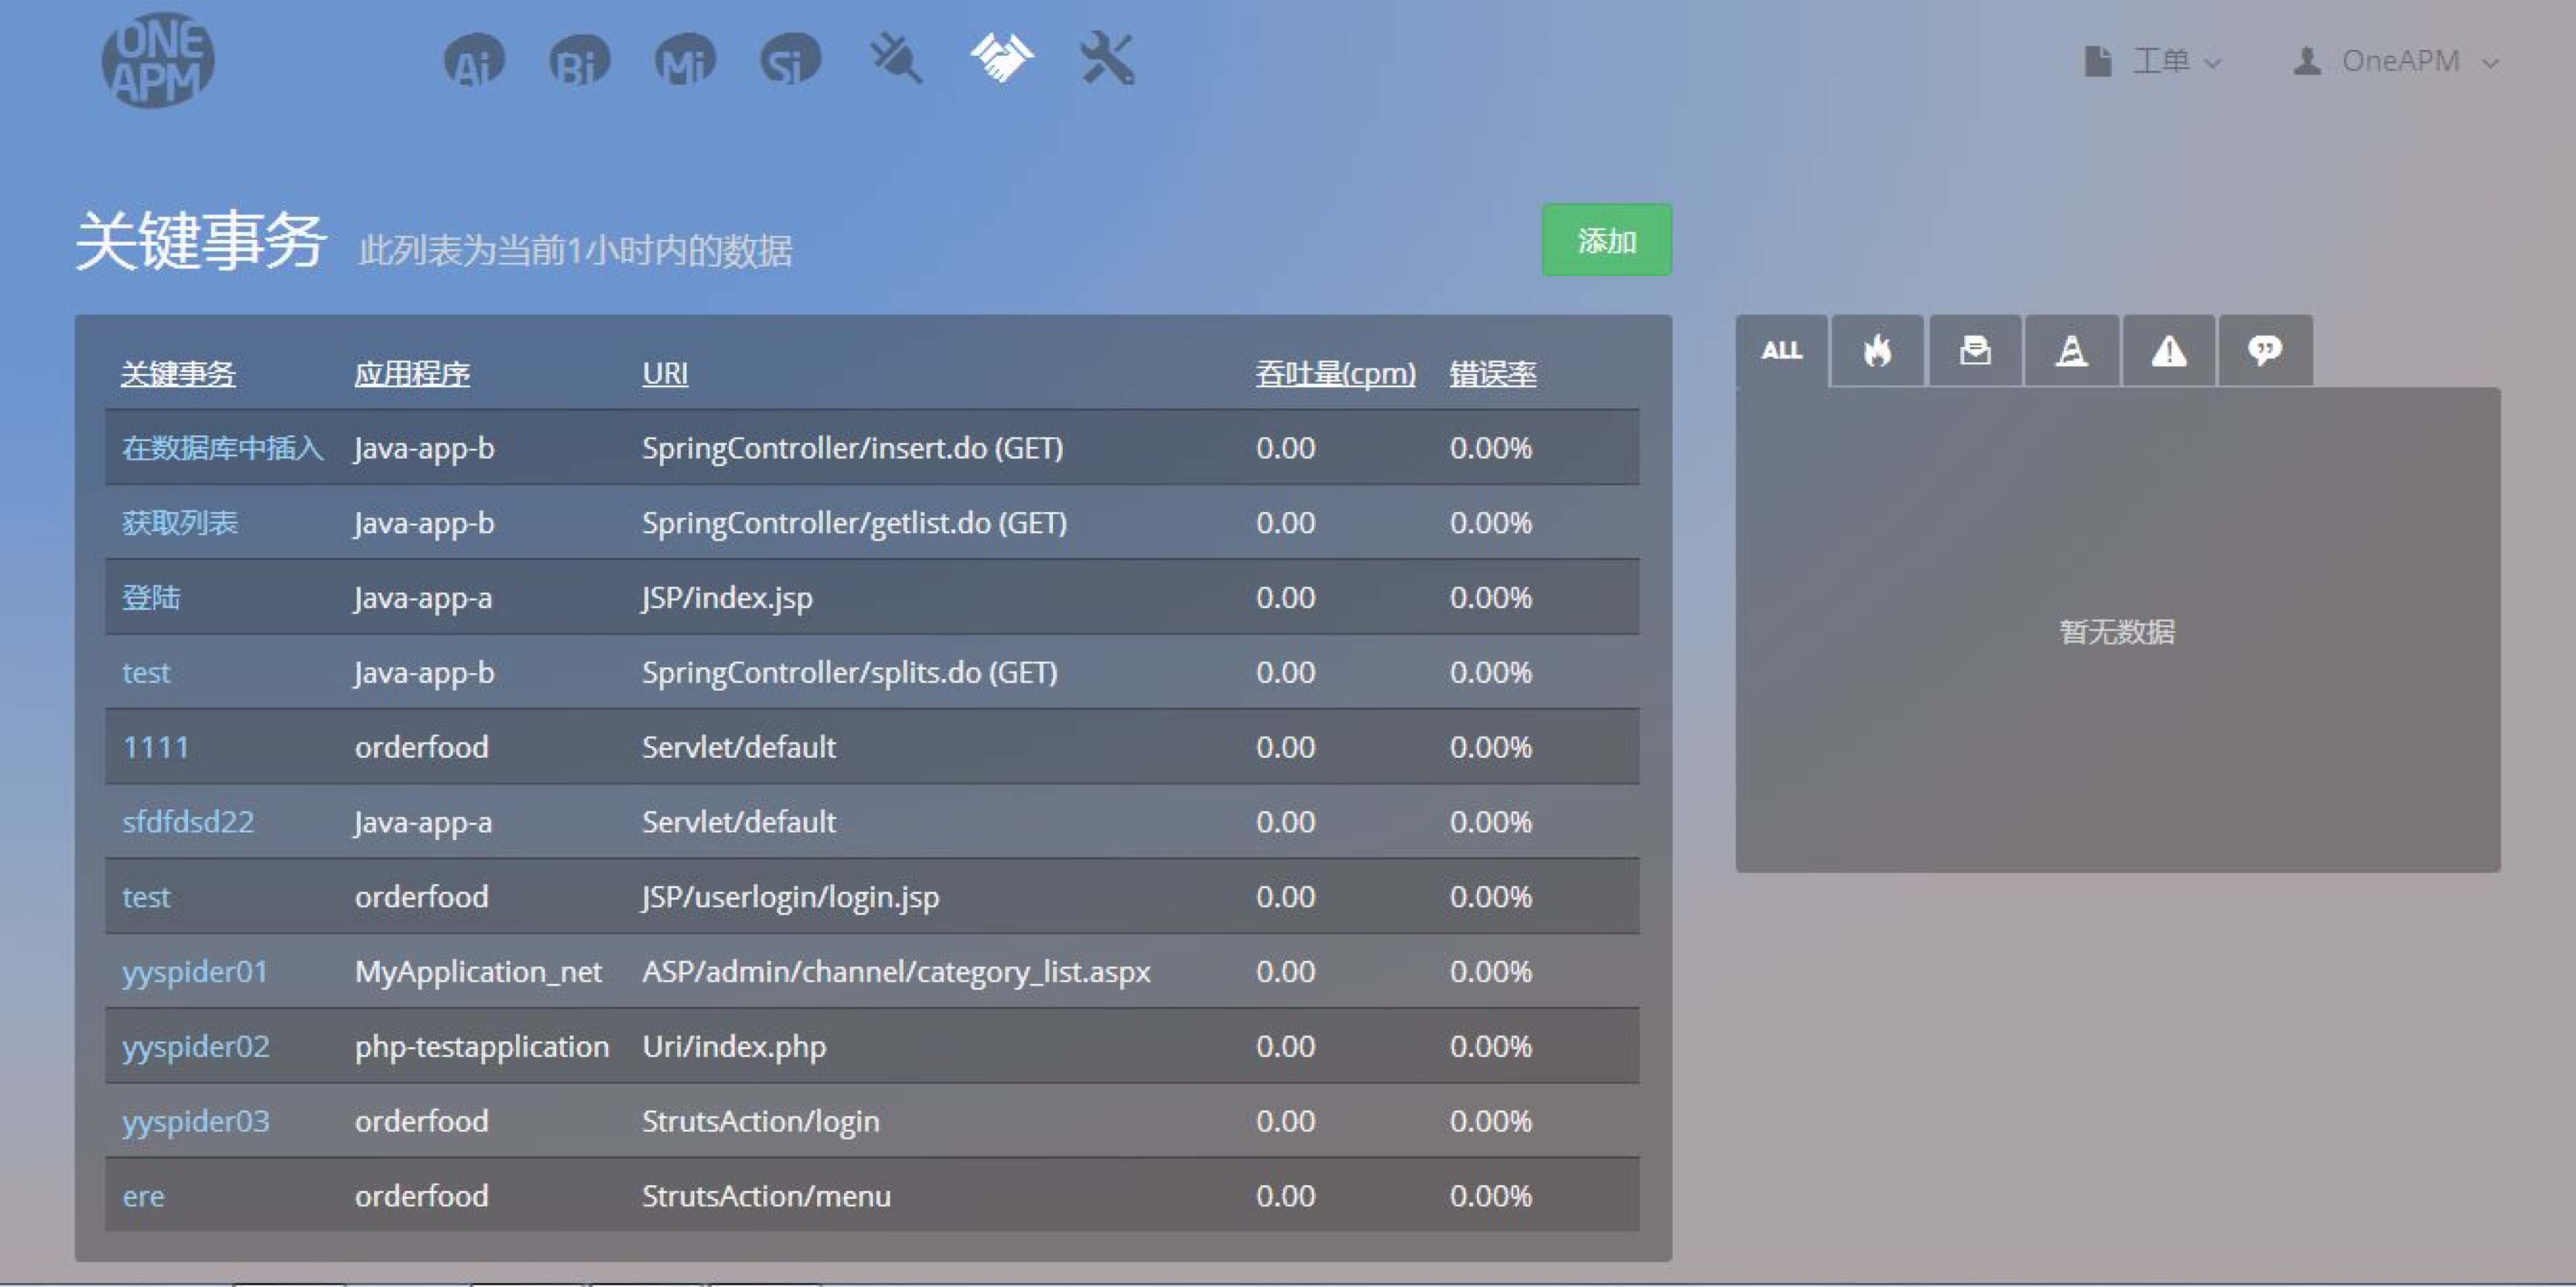 ONE
APM
Ai Bi Mi Si 工单 OneAPM
关键事务 此列表为当前1小时内的数据 添加
关键事务 应用程序 URI 吞吐量(cpm) 错误率
在数据库中插入 Java-app-b SpringController/insert.do (GET) 0.00 0.00%
获取列表 Java-app-b SpringController/getlist.do (GET) 0.00 0.00%
登陆 Java-app-a JSP/index.jsp 0.00 0.00%
test Java-app-b SpringController/splits.do (GET) 0.00 0.00%
1111 orderfood Servlet/default 0.00 0.00%
sfdfdsd22 Java-app-a Servlet/default 0.00 0.00%
test orderfood JSP/userlogin/login.jsp 0.00 0.00%
yyspider01 MyApplication_net ASP/admin/channel/category_list.aspx 0.00 0.00%
yyspider02 php-testapplication Uri/index.php 0.00 0.00%
yyspider03 orderfood StrutsAction/login 0.00 0.00%
ere orderfood StrutsAction/menu 0.00 0.00%
ALL
暂无数据